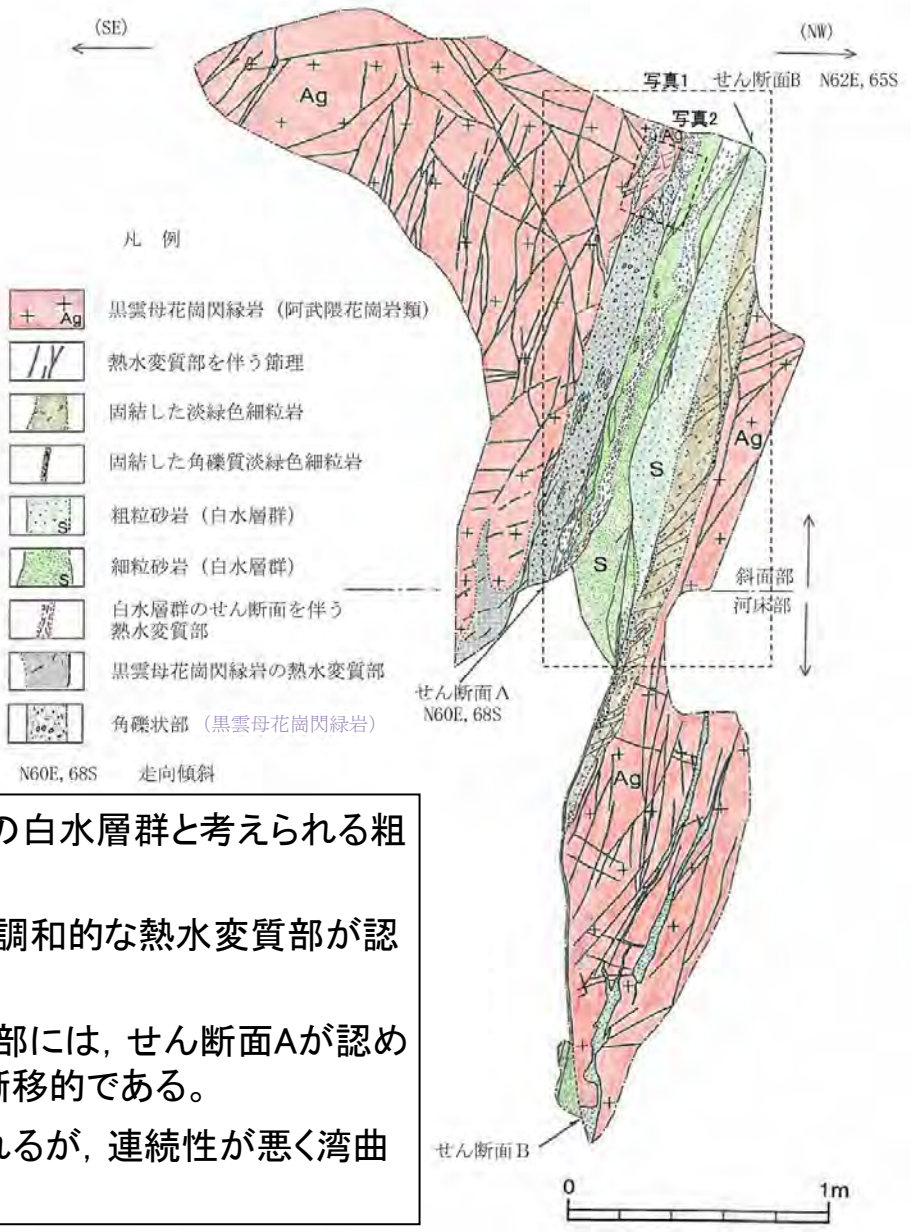 (SE)
(NW)
写真1 せん断面B N62E, 65S
写真2
Ag
Ag
凡 例
Ag
黒雲母花崗閃緑岩 (阿武隈花崗岩類)
熱水変質部を伴う節理
固結した淡緑色細粒岩
固結した角礫質淡緑色細粒岩
S
粗粒砂岩 (白水層群)
S
細粒砂岩 (白水層群)
白水層群のせん断面を伴う
熱水変質部
黒雲母花崗閃緑岩の熱水変質部
角礫状部 (黒雲母花崗閃緑岩)
N60E, 68S 走向傾斜
Ag
S
S
斜面部
河床部
せん断面A
N60E, 68S
Ag
せん断面B
0 1m
の白水層群と考えられる粗
調和的な熱水変質部が認
部には, せん断面Aが認め
漸移的である。
れるが, 連続性が悪く湾曲